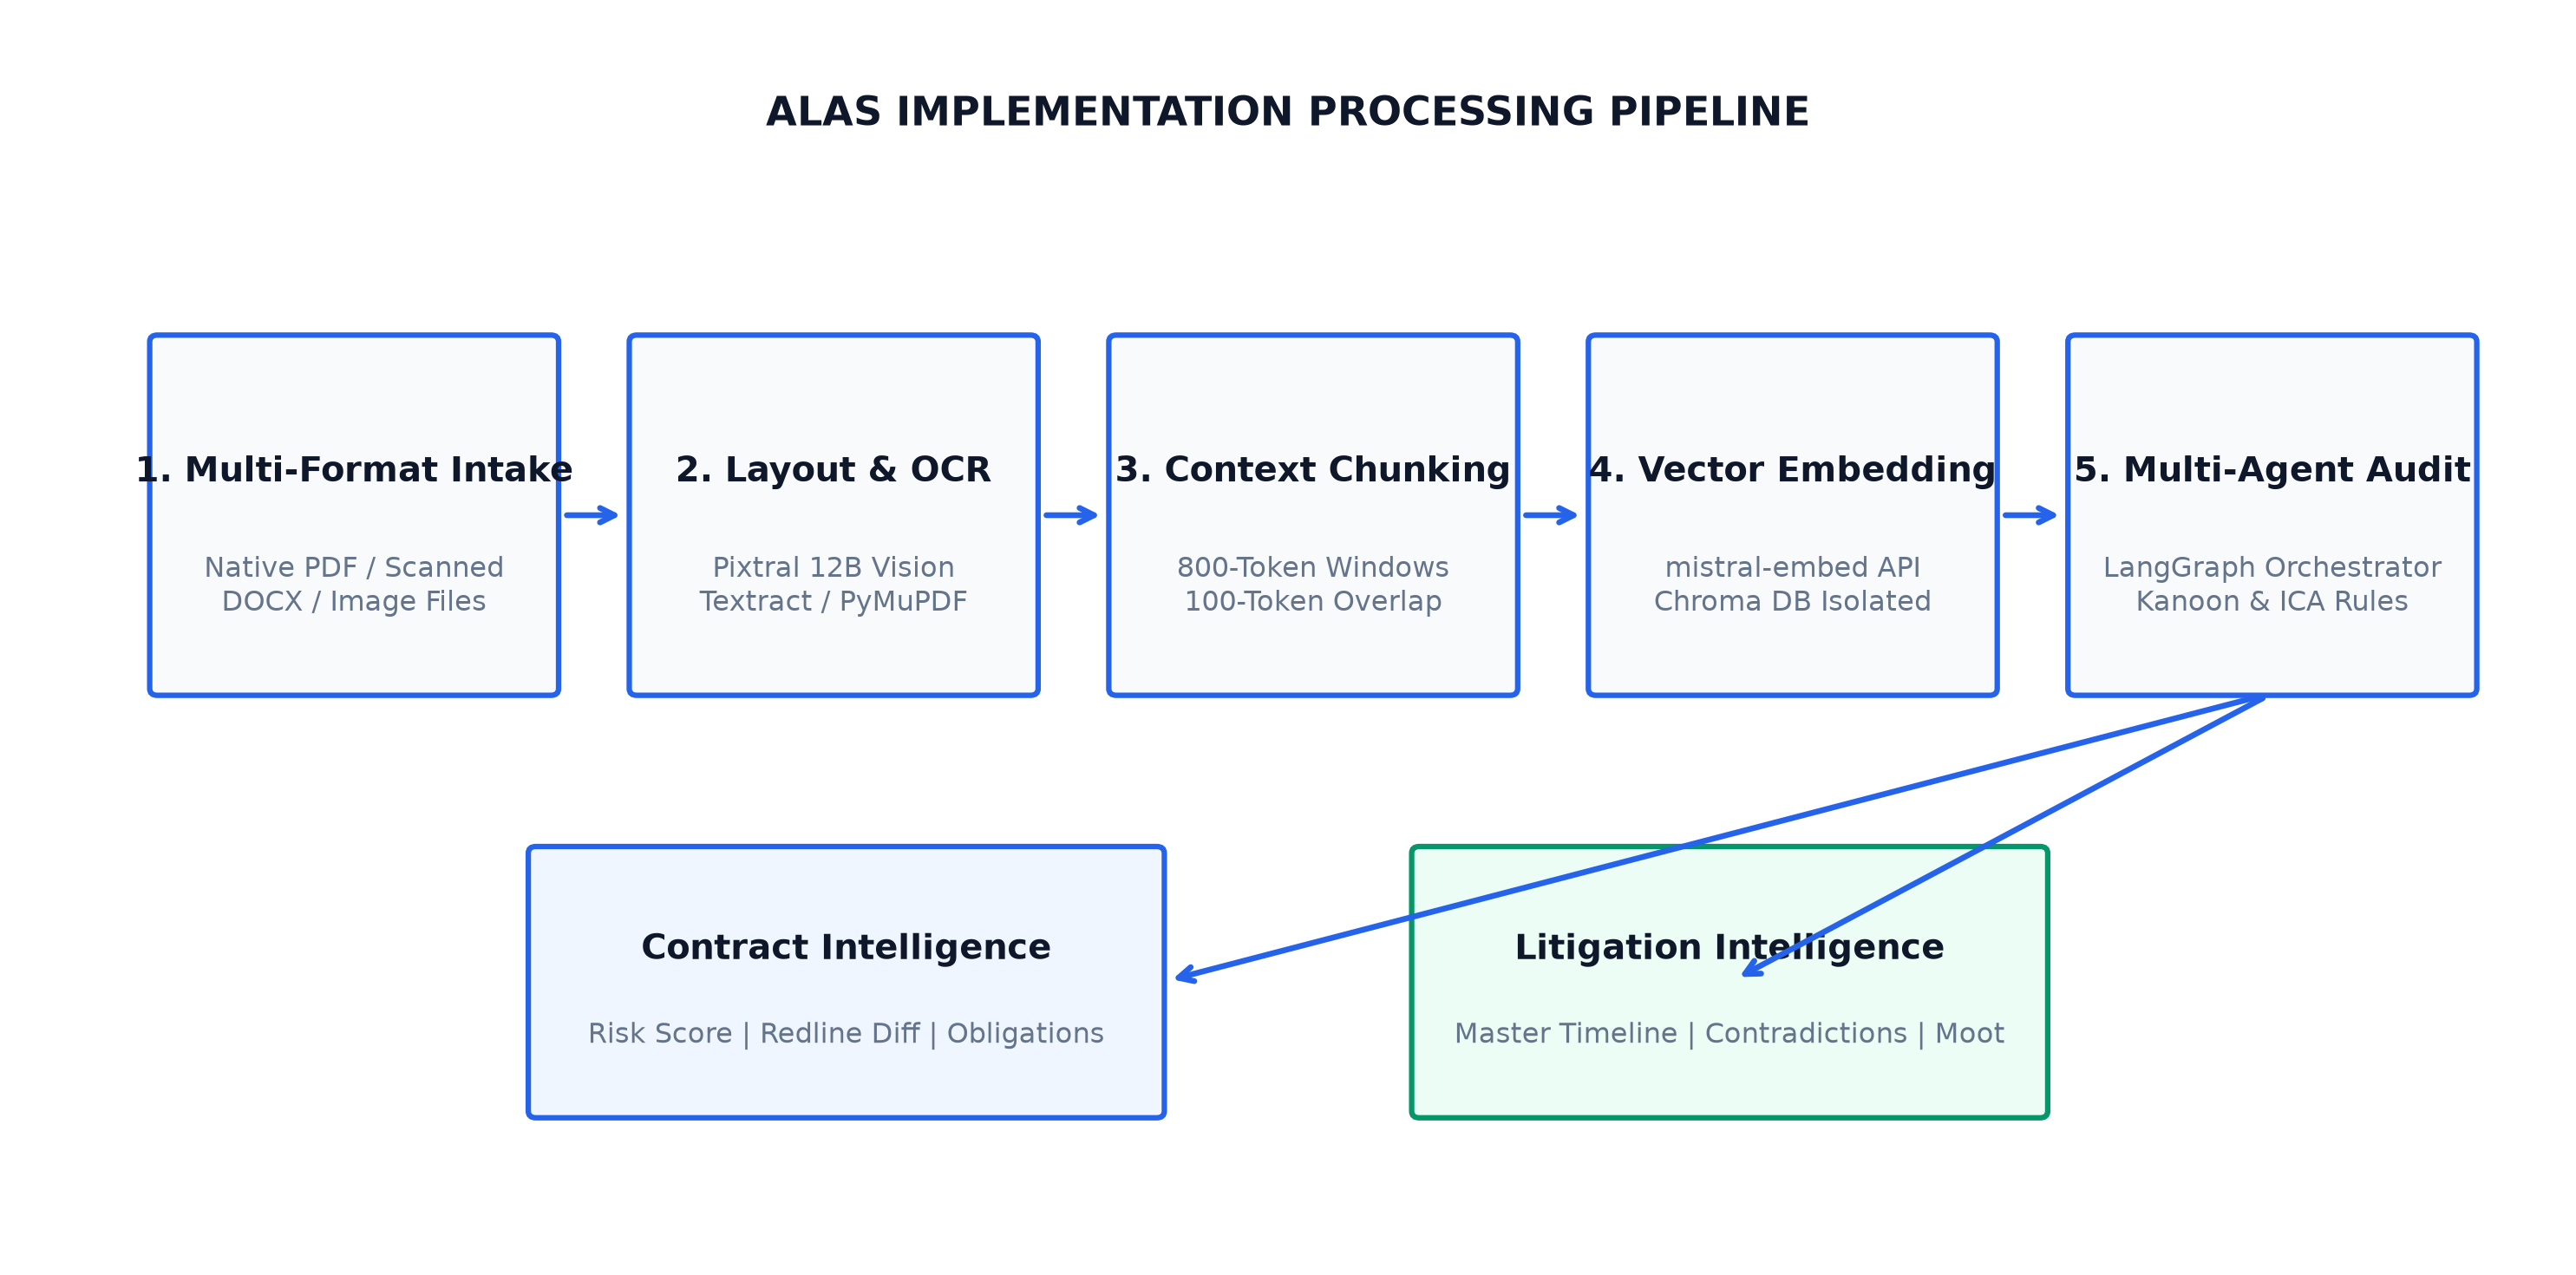 ALAS IMPLEMENTATION PROCESSING PIPELINE
1. Multi-Format Intake
Native PDF / Scanned
DOCX / Image Files
2. Layout & OCR
Pixtral 12B Vision
Textract / PyMuPDF
3. Context Chunking
800-Token Windows
100-Token Overlap
4. Vector Embedding
mistral-embed API
Chroma DB Isolated
5. Multi-Agent Audit
LangGraph Orchestrator
Kanoon & ICA Rules
Contract Intelligence
Risk Score | Redline Diff | Obligations
Litigation Intelligence
Master Timeline | Contradictions | Moot